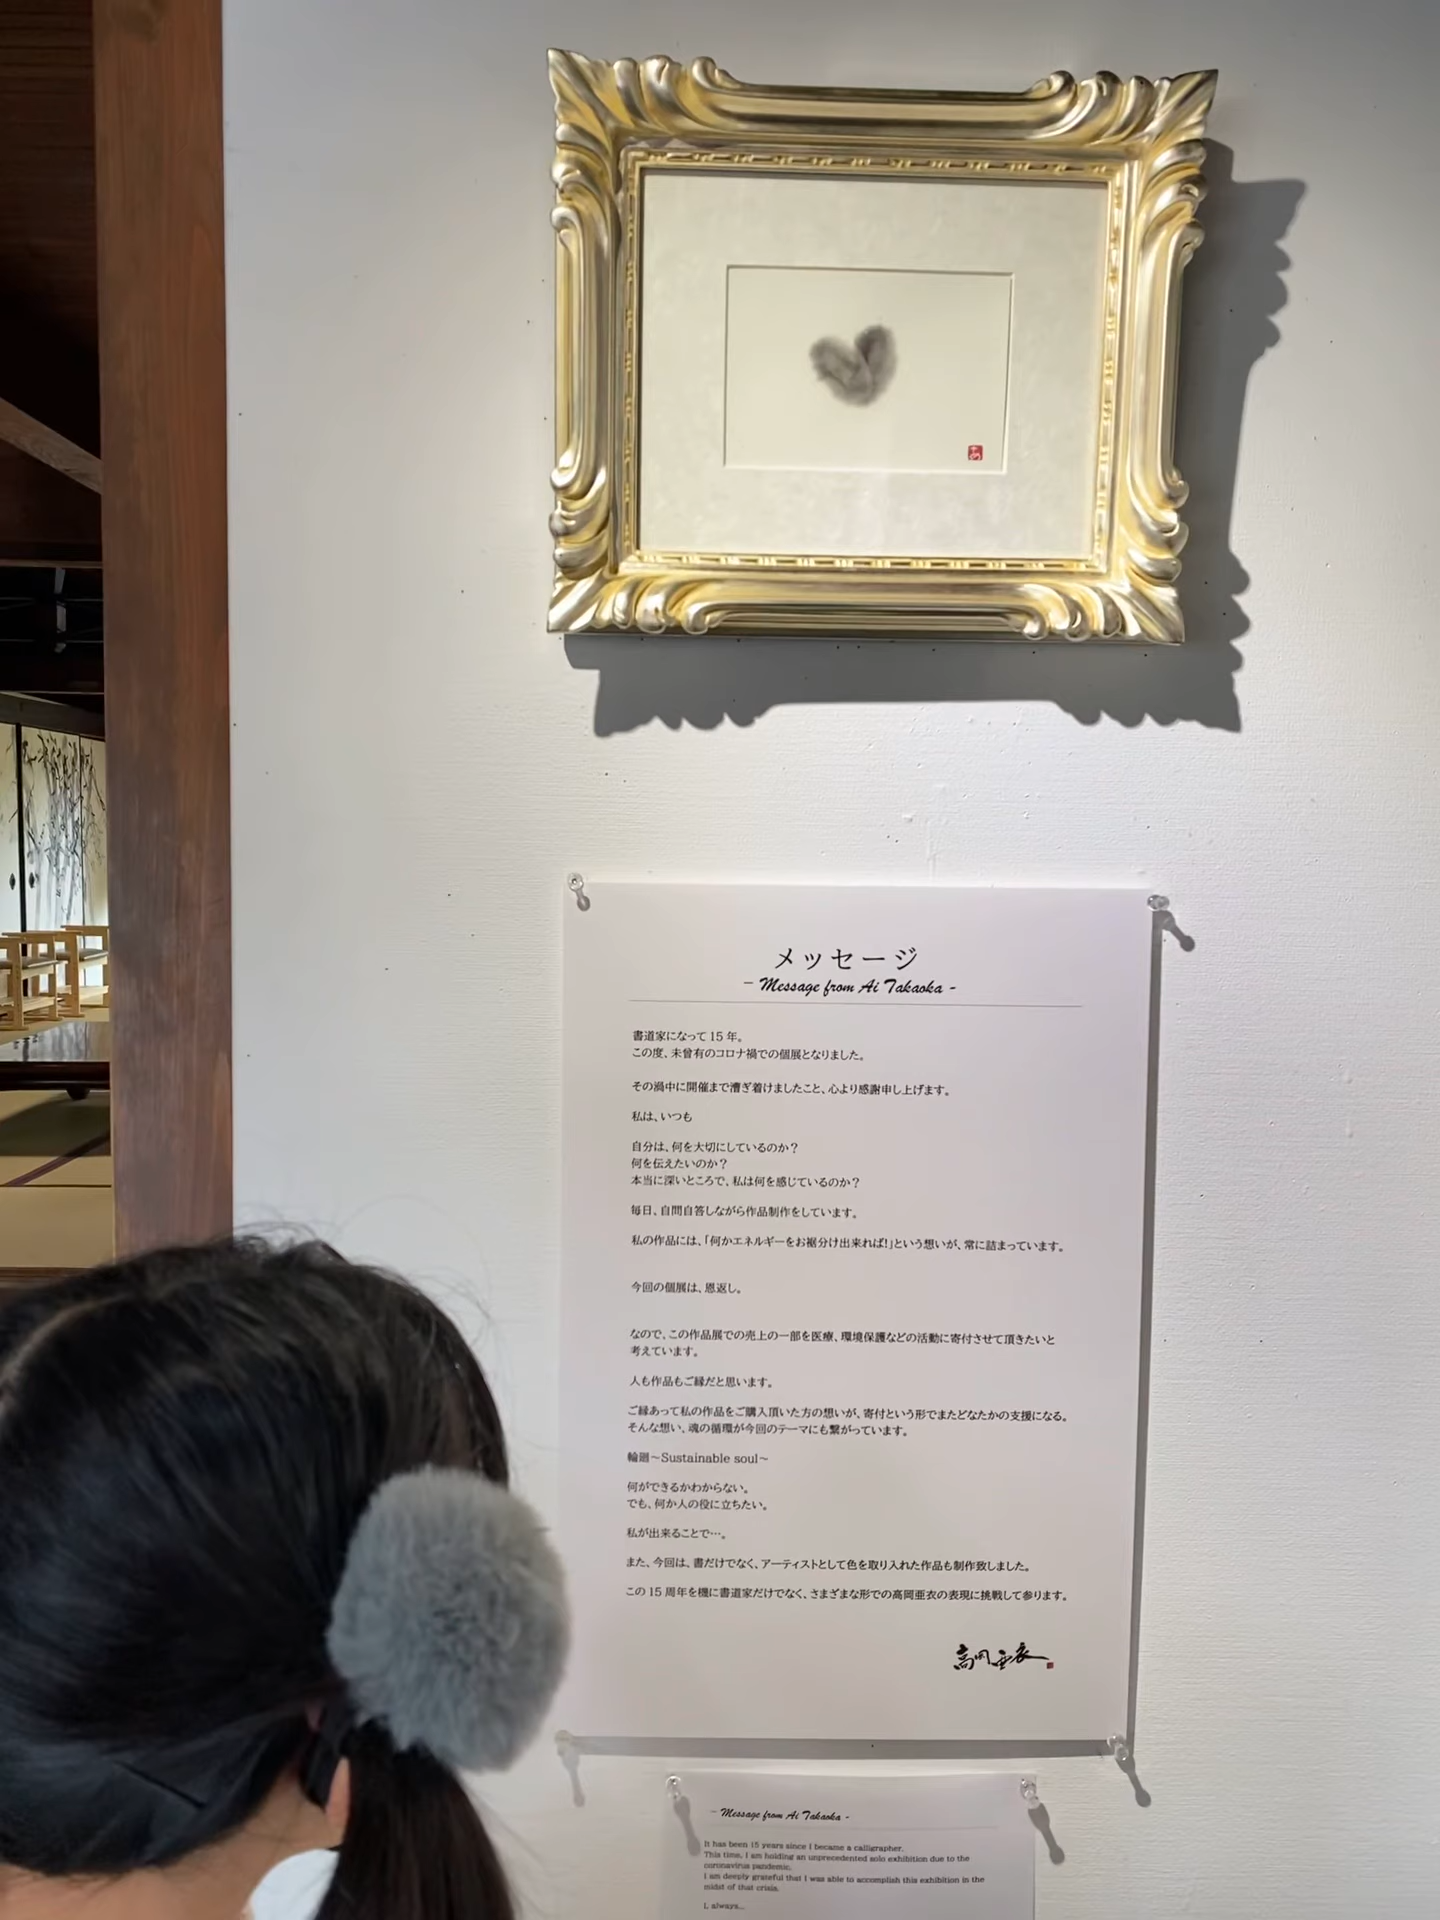 メッセージ
- Message from Ai Takaoka -
書道家になって 15 年。
この度、未曾有のコロナ禍での個展となりました。
その渦中に開催まで漕ぎ着けましたこと、心より感謝申し上げます。
私は、いつも
自分は、何を大切にしているのか？
何を伝えたいのか？
本当に深いところで、私は何を感じているのか？
毎日、自問自答しながら作品制作をしています。
私の作品には、「何かエネルギーをお裾分け出来れば！」という想いが、常に詰まっています。
今回の個展は、恩返し。
なので、この作品展での売上の一部を医療、環境保護などの活動に寄付させて頂きたいと
考えています。
人も作品もご縁だと思います。
ご縁あって私の作品をご購入頂いた方の想いが、寄付という形でまたどなたかの支援になる。
そんな想い、魂の循環が今回のテーマにも繋がっています。
輪廻～Sustainable soul～
何ができるかわからない。
でも、何か人の役に立ちたい。
私が出来ることで…。
また、今回は、書だけでなく、アーティストとして色を取り入れた作品も制作致しました。
この 15 周年を機に書道家だけでなく、さまざまな形での高岡亜衣の表現に挑戦して参ります。
高岡亜衣
- Message from Ai Takaoka -
It has been 15 years since I became a calligrapher.
This time, I am holding an unprecedented solo exhibition due to the
coronavirus pandemic.
I am deeply grateful that I was able to accomplish this exhibition in the
midst of that crisis.
I, always...